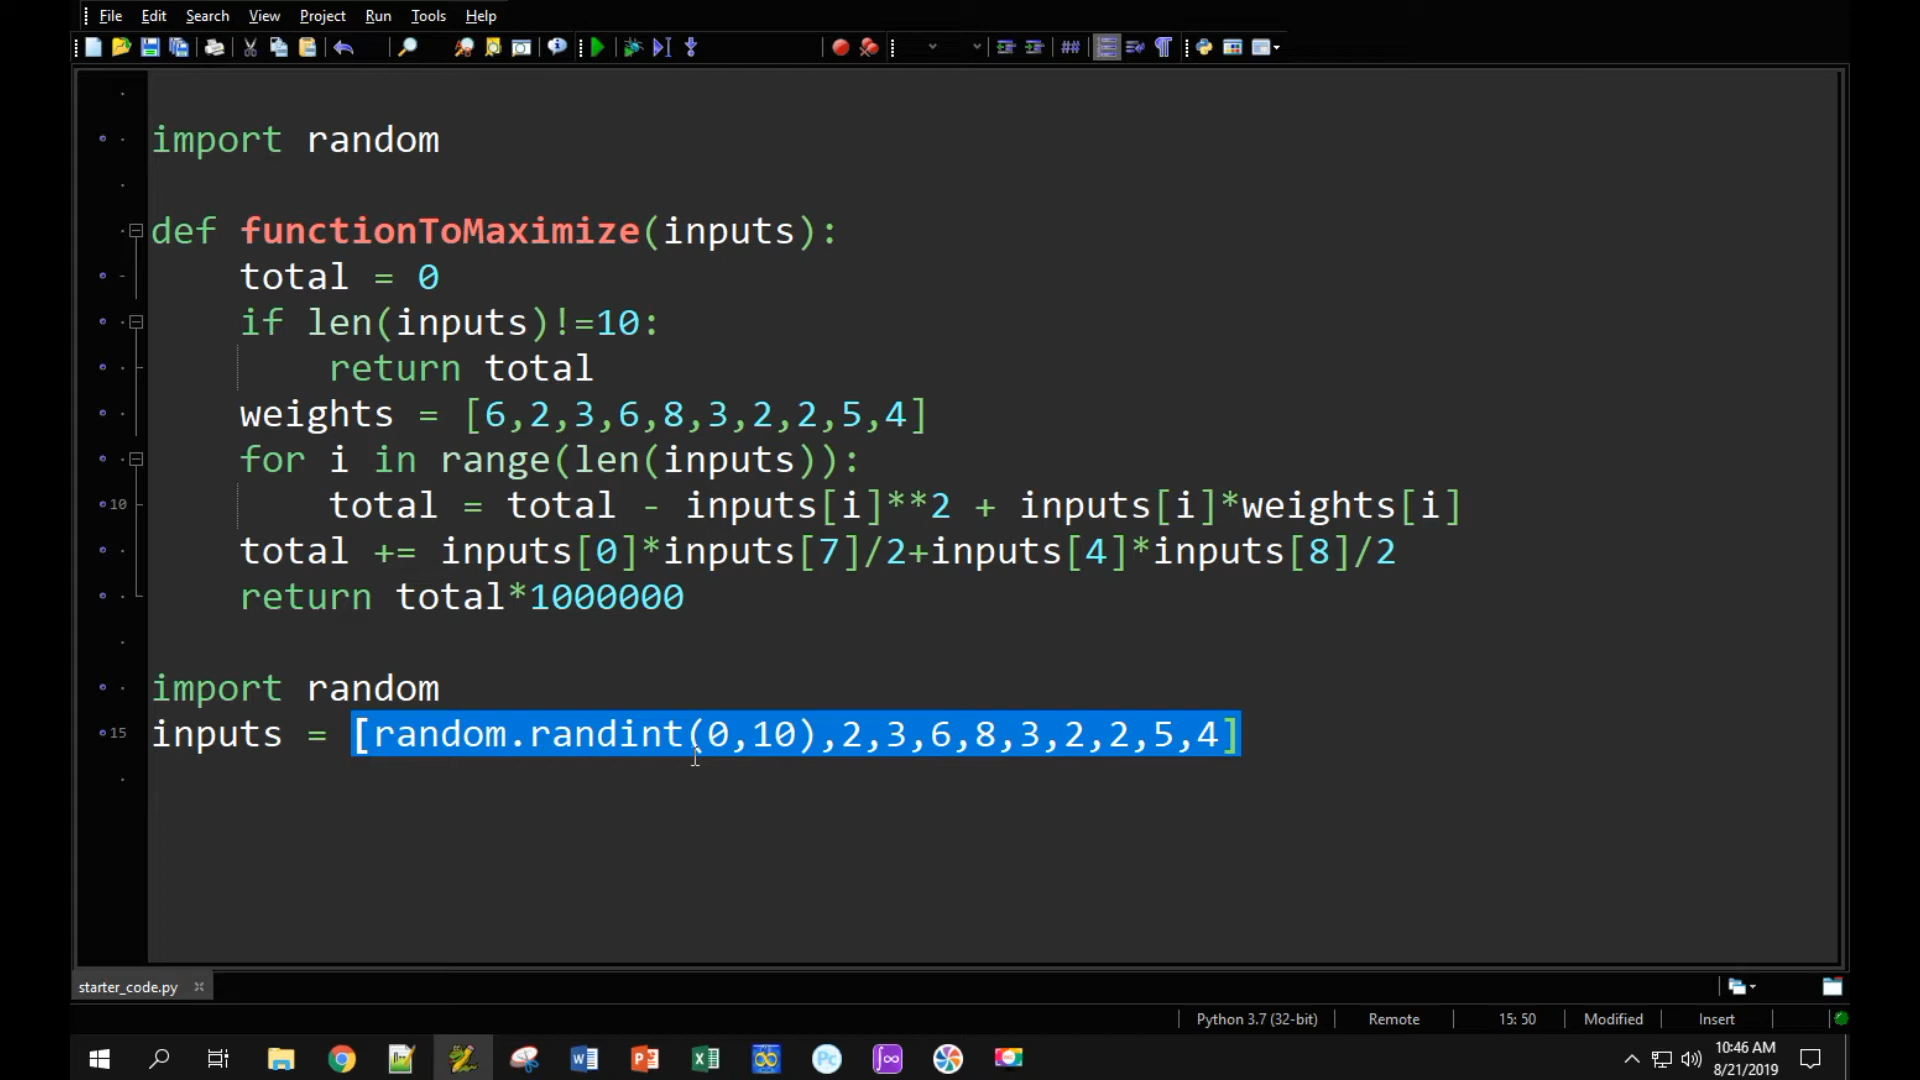 File Edit Search View Project Run Tools Help
import random
def functionToMaximize(inputs):
total = 0
if len(inputs)!=10:
return total
weights = [6,2,3,6,8,3,2,2,5,4]
for i in range(len(inputs)):
10 total = total - inputs[i]**2 + inputs[i]*weights[i]
total += inputs[0]*inputs[7]/2+inputs[4]*inputs[8]/2
return total*1000000
import random
15 inputs = [random.randint(0,10),2,3,6,8,3,2,2,5,4]
starter_code.py
Python 3.7 (32-bit) Remote 15: 50 Modified Insert
10:46 AM
8/21/2019